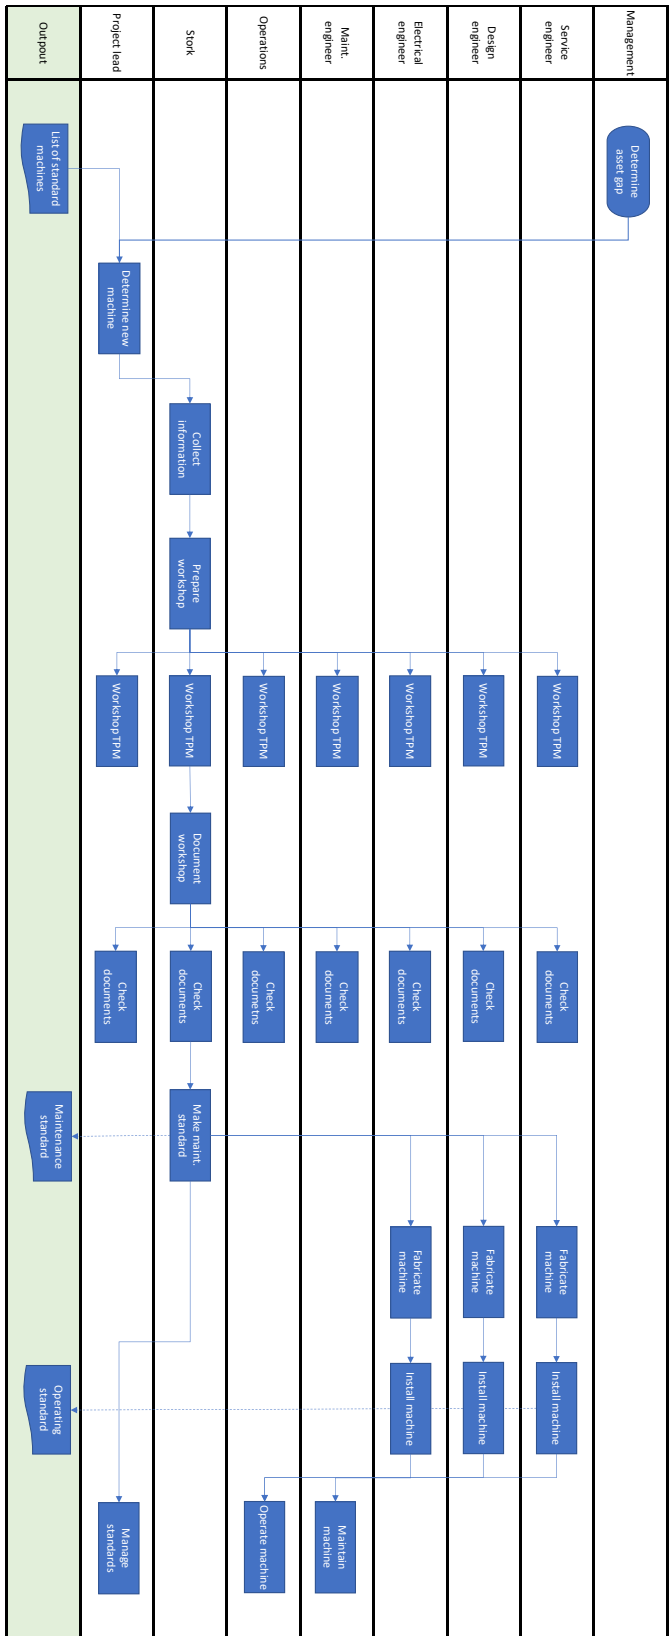 Management
Determine
asset gap
Service
engineer
Workshop TPM
Check
documents
Fabricate
machine
Install machine
Design
engineer
Workshop TPM
Check
documents
Fabricate
machine
Install machine
Electrical
engineer
Workshop TPM
Check
documents
Fabricate
machine
Install machine
Maint.
engineer
Workshop TPM
Check
documents
Maintain
machine
Operations
Workshop TPM
Check
documetns
Operate machine
Stork
Collect
information
Prepare
workshop
Workshop TPM
Document
workshop
Check
documents
Make maint.
standard
Project lead
Determine new
machine
Workshop TPM
Check
documents
Manage
standards
Outpout
List of standard
machines
Maintenance
standard
Operating
standard